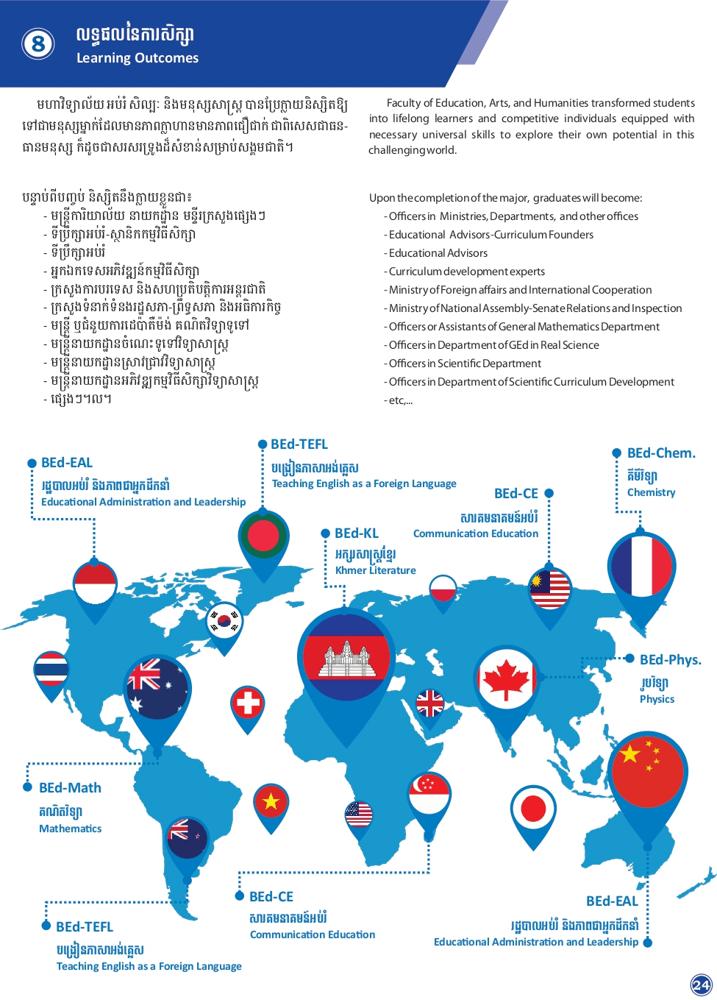 8
លទ្ធផលនៃការសិក្សា
Learning Outcomes
មហាវិទ្យាល័យ អប់រំ សិល្បៈ និងមនុស្សសាស្ត្រ បានប្រែក្លាយនិស្សិតឱ្យ
ទៅជាមនុស្សម្នាក់ដែលមានភាពក្លាហានមានភាពជឿជាក់ ជាពិសេសជាធន-
ធានមនុស្ស ក៏ដូចជាសរសរទ្រូងដ៏សំខាន់សម្រាប់សង្គមជាតិ។
Faculty of Education, Arts, and Humanities transformed students
into lifelong learners and competitive individuals equipped with
necessary universal skills to explore their own potential in this
challenging world.
បន្ទាប់ពីបញ្ចប់ និស្សិតនឹងក្លាយខ្លួនជា៖
- មន្ត្រីការិយាល័យ នាយកដ្ឋាន មន្ទីរក្រសួងផ្សេងៗ
- ទីប្រឹក្សាអប់រំ-ស្ថានិកកម្មវិធីសិក្សា
- ទីប្រឹក្សាអប់រំ
- អ្នកឯកទេសអភិវឌ្ឍន៍កម្មវិធីសិក្សា
- ក្រសួងការបរទេស និងសហប្រតិបត្តិការអន្តរជាតិ
- ក្រសួងទំនាក់ទំនងរដ្ឋសភា-ព្រឹទ្ធសភា និងអធិការកិច្ច
- មន្ត្រី ឬជំនួយការដេប៉ាតឺម៉ង់ គណិតវិទ្យាទូទៅ
- មន្ត្រីនាយកដ្ឋានចំណេះទូទៅវិទ្យាសាស្ត្រ
- មន្ត្រីនាយកដ្ឋានស្រាវជ្រាវវិទ្យាសាស្ត្រ
- មន្ត្រីនាយកដ្ឋានអភិវឌ្ឍកម្មវិធីសិក្សាវិទ្យាសាស្ត្រ
- ផ្សេងៗ។ល។
Upon the completion of the major, graduates will become:
- Officers in Ministries, Departments, and other offices
- Educational Advisors-Curriculum Founders
- Educational Advisors
- Curriculum development experts
- Ministry of Foreign affairs and International Cooperation
- Ministry of National Assembly-Senate Relations and Inspection
- Officers or Assistants of General Mathematics Department
- Officers in Department of GEd in Real Science
- Officers in Scientific Department
- Officers in Department of Scientific Curriculum Development
- etc,...
BEd-EAL
រដ្ឋបាលអប់រំ និងភាពជាអ្នកដឹកនាំ
Educational Administration and Leadership
BEd-TEFL
បង្រៀនភាសាអង់គ្លេស
Teaching English as a Foreign Language
BEd-KL
អក្សរសាស្ត្រខ្មែរ
Khmer Literature
BEd-CE
សារគមនាគមន៍អប់រំ
Communication Education
BEd-Chem.
គីមីវិទ្យា
Chemistry
BEd-Phys.
រូបវិទ្យា
Physics
BEd-Math
គណិតវិទ្យា
Mathematics
BEd-CE
សារគមនាគមន៍អប់រំ
Communication Education
BEd-EAL
រដ្ឋបាលអប់រំ និងភាពជាអ្នកដឹកនាំ
Educational Administration and Leadership
BEd-TEFL
បង្រៀនភាសាអង់គ្លេស
Teaching English as a Foreign Language
24